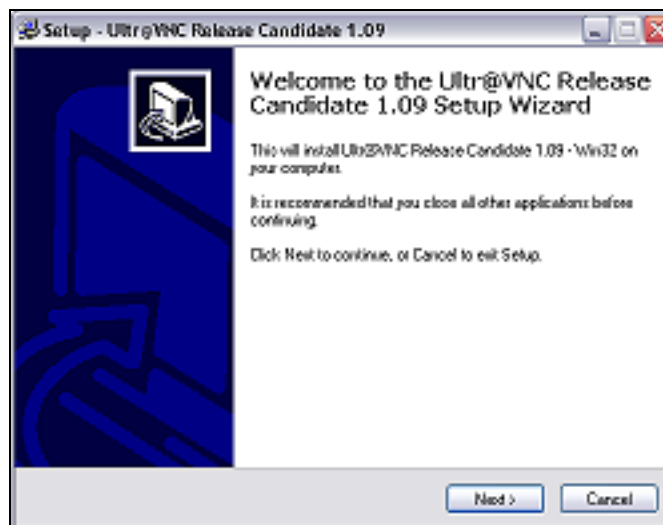 Setup - Ultr@VNC Release Candidate 1.09
Welcome to the Ultr@VNC Release
Candidate 1.09 Setup Wizard
This will install Ultr@VNC Release Candidate 1.09 - Win32 on
your computer.
It is recommended that you close all other applications before
continuing.
Click Next to continue, or Cancel to exit Setup.
Next >
Cancel